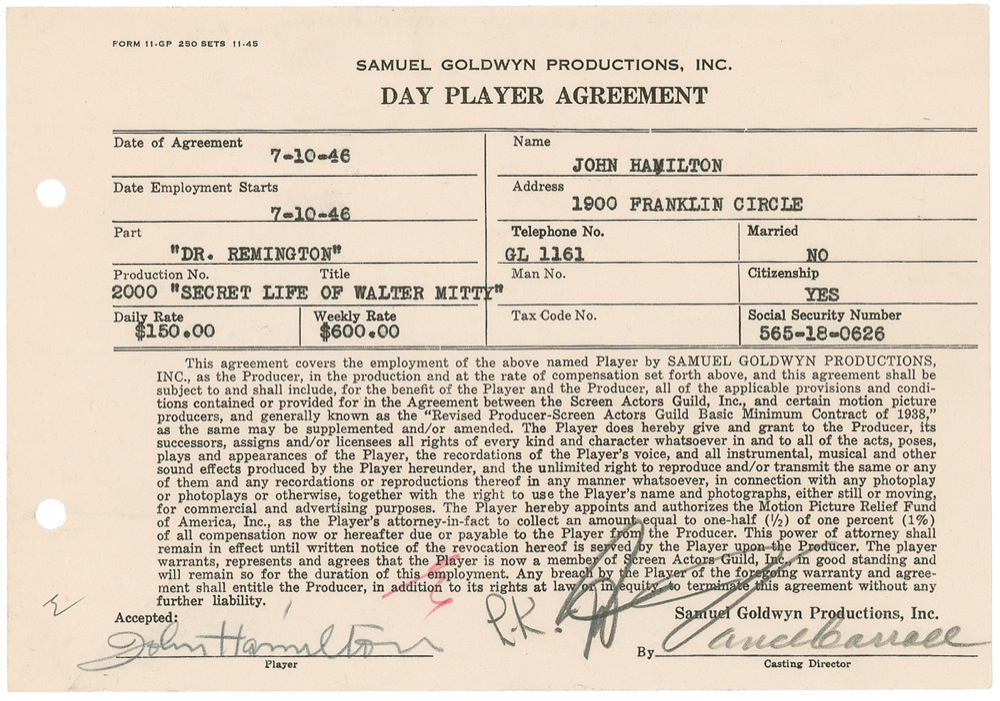 FORM 11-GP 250 SETS 11-45
SAMUEL GOLDWYN PRODUCTIONS, INC.
DAY PLAYER AGREEMENT
Date of Agreement
7-10-46
Name
JOHN HAMILTON
Date Employment Starts
7-10-46
Address
1900 FRANKLIN CIRCLE
Part
"DR. REMINGTON"
Telephone No.
GL 1161
Married
NO
Production No. Title
2000 "SECRET LIFE OF WALTER MITTY"
Man No.
Citizenship
YES
Daily Rate
$150.00
Weekly Rate
$600.00
Tax Code No.
Social Security Number
565-18-0626
This agreement covers the employment of the above named Player by SAMUEL GOLDWYN PRODUCTIONS,
INC., as the Producer, in the production and at the rate of compensation set forth above, and this agreement shall be
subject to and shall include, for the benefit of the Player and the Producer, all of the applicable provisions and condi-
tions contained or provided for in the Agreement between the Screen Actors Guild, Inc., and certain motion picture
producers, and generally known as the “Revised Producer-Screen Actors Guild Basic Minimum Contract of 1938,”
as the same may be supplemented and/or amended. The Player does hereby give and grant to the Producer, its
successors, assigns and/or licensees all rights of every kind and character whatsoever in and to all of the acts, poses,
plays and appearances of the Player, the recordations of the Player’s voice, and all instrumental, musical and other
sound effects produced by the Player hereunder, and the unlimited right to reproduce and/or transmit the same or any
of them and any recordations or reproductions thereof in any manner whatsoever, in connection with any photoplay
or photoplays or otherwise, together with the right to use the Player’s name and photographs, either still or moving,
for commercial and advertising purposes. The Player hereby appoints and authorizes the Motion Picture Relief Fund
of America, Inc., as the Player’s attorney-in-fact to collect an amount equal to one-half (½) of one percent (1%)
of all compensation now or hereafter due or payable to the Player from the Producer. This power of attorney shall
remain in effect until written notice of the revocation hereof is served by the Player upon the Producer. The player
warrants, represents and agrees that the Player is now a member of Screen Actors Guild, Inc., in good standing and
will remain so for the duration of this employment. Any breach by the Player of the foregoing warranty and agree-
ment shall entitle the Producer, in addition to its rights at law or in equity, to terminate this agreement without any
further liability.
Accepted:
P.K.
Samuel Goldwyn Productions, Inc.
John Hamilton
Player
By
Carroll
Casting Director